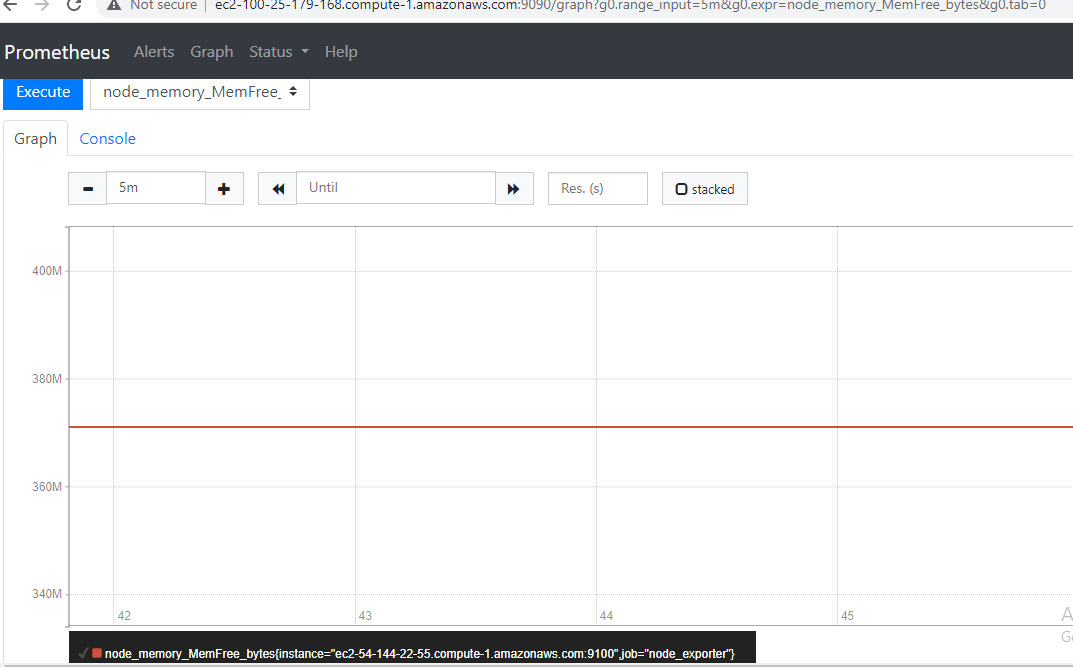 Not secure | ec2-100-25-179-168.compute-1.amazonaws.com:9090/graph?g0.range_input=5m&g0.expr=node_memory_MemFree_bytes&g0.tab=0
Prometheus Alerts Graph Status Help
Execute node_memory_MemFree_
Graph Console
5m Until Res. (s) stacked
400M
380M
360M
340M
42 43 44 45
A
node_memory_MemFree_bytes{instance="ec2-54-144-22-55.compute-1.amazonaws.com:9100",job="node_exporter"}